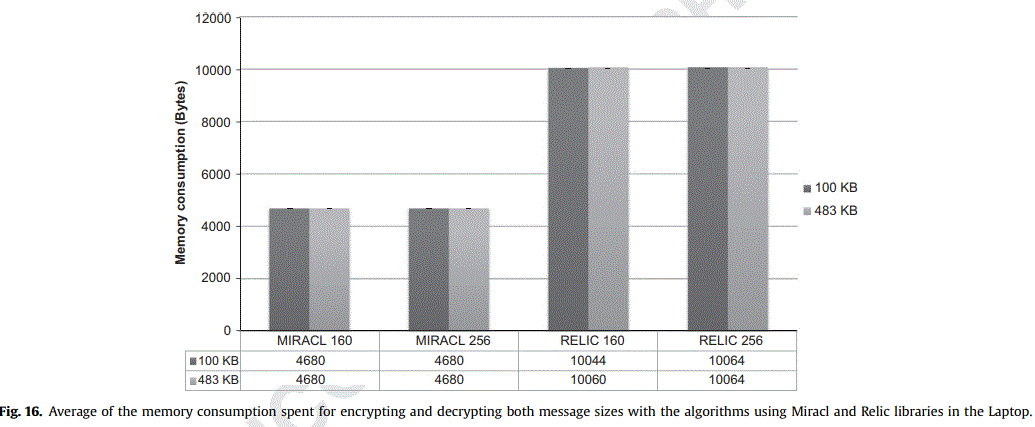 12000
10000
8000
6000
4000
2000
0
Memory consumption (Bytes)
100 KB
483 KB
MIRACL 160 MIRACL 256 RELIC 160 RELIC 256
100 KB 4680 4680 10044 10064
483 KB 4680 4680 10060 10064
Fig. 16. Average of the memory consumption spent for encrypting and decrypting both message sizes with the algorithms using Miracl and Relic libraries in the Laptop.